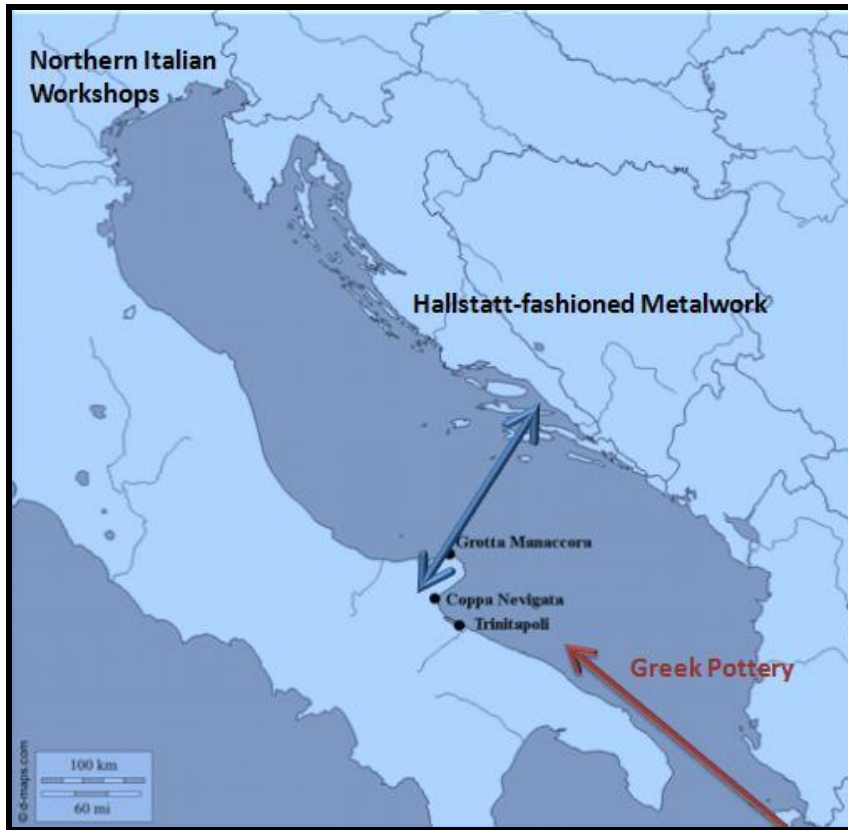 Northern Italian
Workshops
Hallstatt-fashioned Metalwork
Grotta Manaccora
Coppa Nevigata
Trinitapoli
Greek Pottery
100 km
60 mi
© d-maps.com